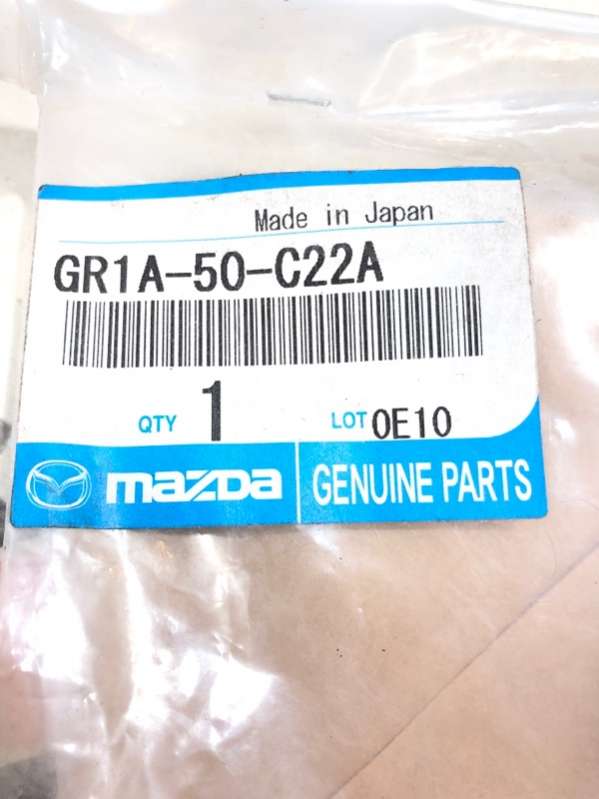 Made in Japan
GR1A-50-C22A
QTY 1 LOT 0E10
mazda GENUINE PARTS